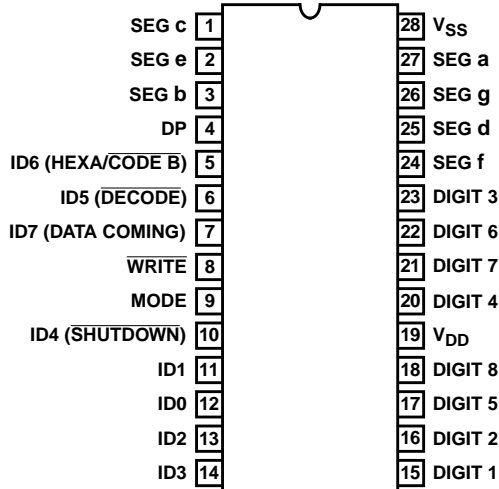 SEG c 1 28 VSS
SEG e 2 27 SEG a
SEG b 3 26 SEG g
DP 4 25 SEG d
ID6 (HEXA/CODE B) 5 24 SEG f
ID5 (DECODE) 6 23 DIGIT 3
ID7 (DATA COMING) 7 22 DIGIT 6
WRITE 8 21 DIGIT 7
MODE 9 20 DIGIT 4
ID4 (SHUTDOWN) 10 19 VDD
ID1 11 18 DIGIT 8
ID0 12 17 DIGIT 5
ID2 13 16 DIGIT 2
ID3 14 15 DIGIT 1